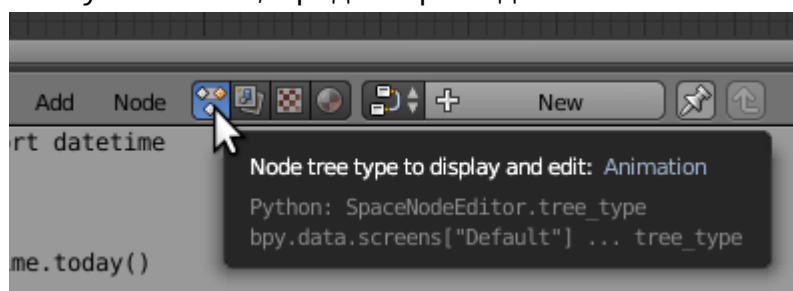 Add Node New
rt datetime
Node tree type to display and edit: Animation
Python: SpaceNodeEditor.tree_type
bpy.data.screens["Default"] ... tree_type
me.today()